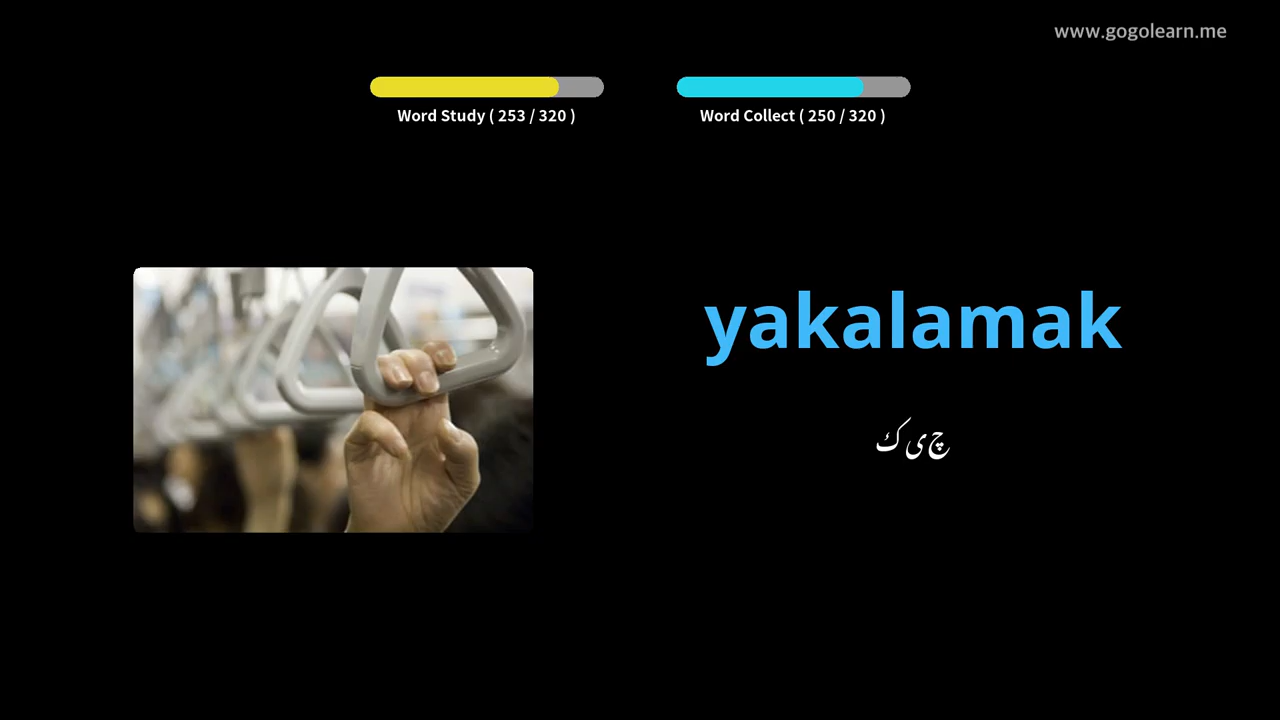 www.gogolearn.me
Word Study ( 253 / 320 )
Word Collect ( 250 / 320 )
yakalamak
چ ی ک